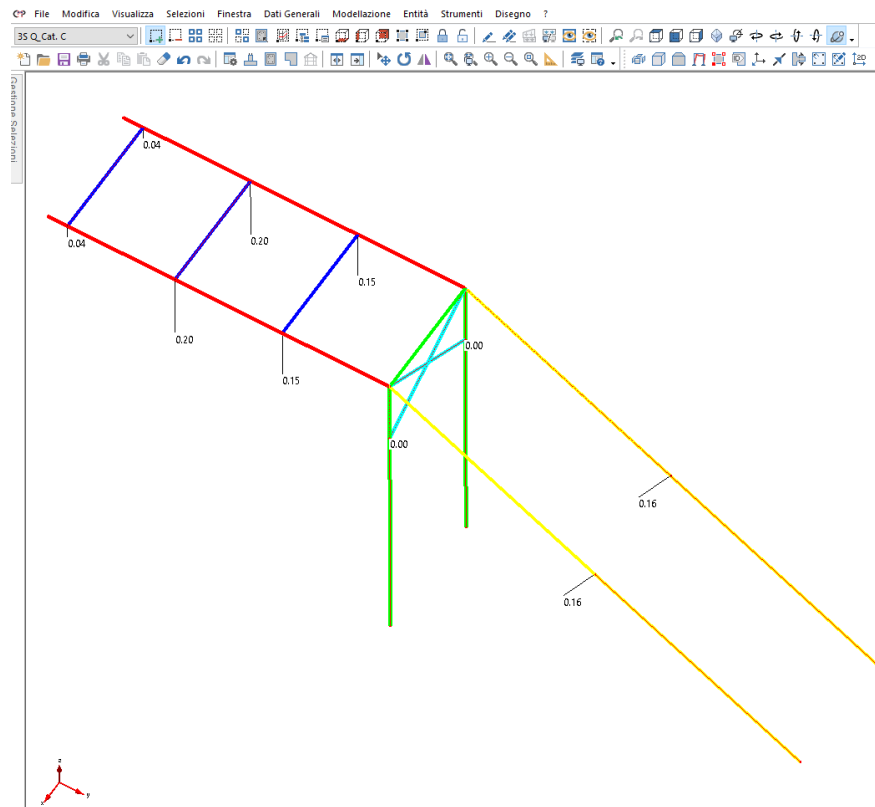 File Modifica Visualizza Selezioni Finestra Dati Generali Modellazione Entità Strumenti Disegno ?
3S Q_Cat. C
2D
Gestione Selezioni
0.04
0.04
0.20
0.20
0.15
0.15
0.00
0.00
0.16
0.16
z
x
y